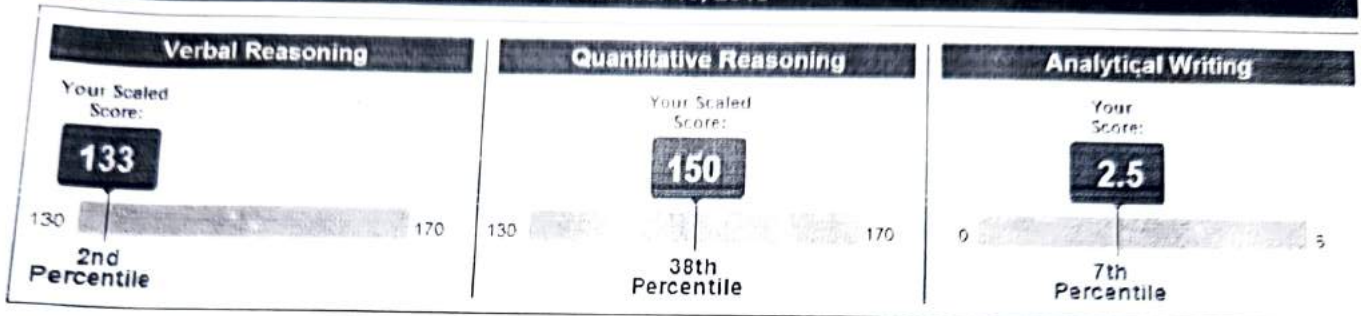 Verbal Reasoning
Your Scaled
Score:
133
130
170
2nd
Percentile
Quantitative Reasoning
Your Scaled
Score:
150
130
170
38th
Percentile
Analytical Writing
Your
Score:
2.5
0
7th
Percentile